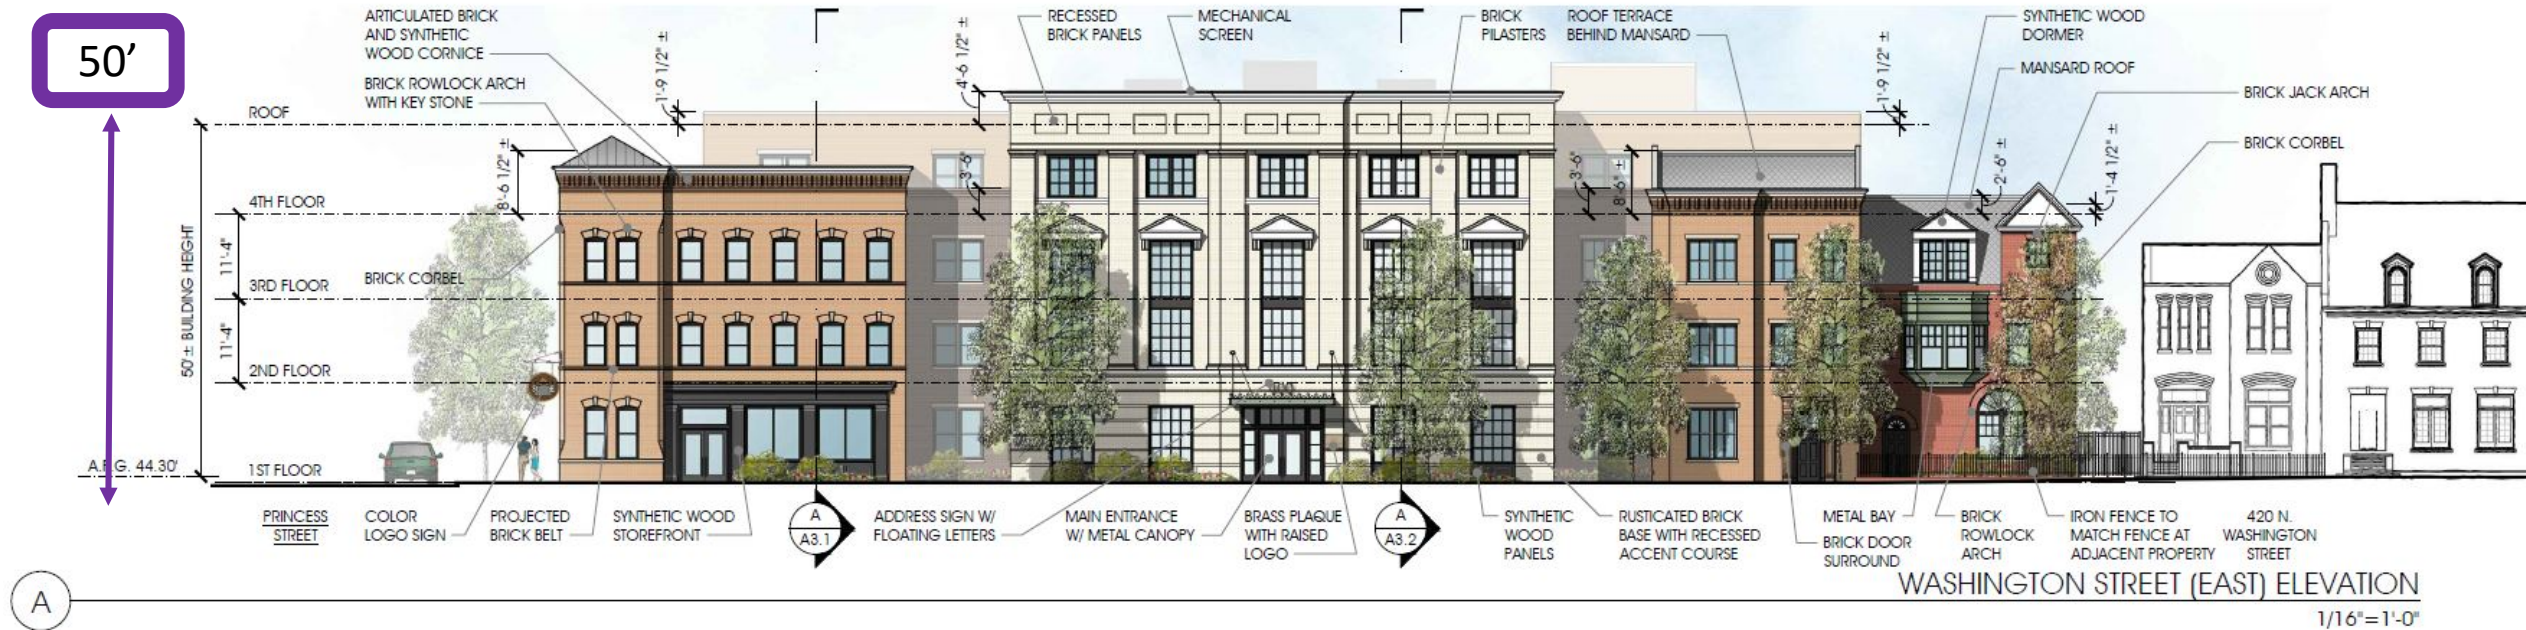 50’
ARTICULATED BRICK
AND SYNTHETIC
WOOD CORNICE
BRICK ROWLOCK ARCH
WITH KEY STONE
RECESSED
BRICK PANELS
MECHANICAL
SCREEN
BRICK
PILASTERS
ROOF TERRACE
BEHIND MANSARD
SYNTHETIC WOOD
DORMER
MANSARD ROOF
BRICK JACK ARCH
BRICK CORBEL
1'-9 1/2" ±
4'-6 1/2" ±
1'-9 1/2" ±
ROOF
8'-6 1/2" ±
3'-6"
3'-6"
8'-6" ±
2'-6" ±
1'-4 1/2" ±
4TH FLOOR
11'-4"
BRICK CORBEL
3RD FLOOR
50'± BUILDING HEIGHT
11'-4"
2ND FLOOR
A.F.G. 44.30'
1ST FLOOR
PRINCESS
STREET
COLOR
LOGO SIGN
PROJECTED
BRICK BELT
SYNTHETIC WOOD
STOREFRONT
A
A3.1
ADDRESS SIGN W/
FLOATING LETTERS
MAIN ENTRANCE
W/ METAL CANOPY
BRASS PLAQUE
WITH RAISED
LOGO
A
A3.2
SYNTHETIC
WOOD
PANELS
RUSTICATED BRICK
BASE WITH RECESSED
ACCENT COURSE
METAL BAY
BRICK DOOR
SURROUND
BRICK
ROWLOCK
ARCH
IRON FENCE TO
MATCH FENCE AT
ADJACENT PROPERTY
420 N.
WASHINGTON
STREET
A
WASHINGTON STREET (EAST) ELEVATION
1/16"=1'-0"